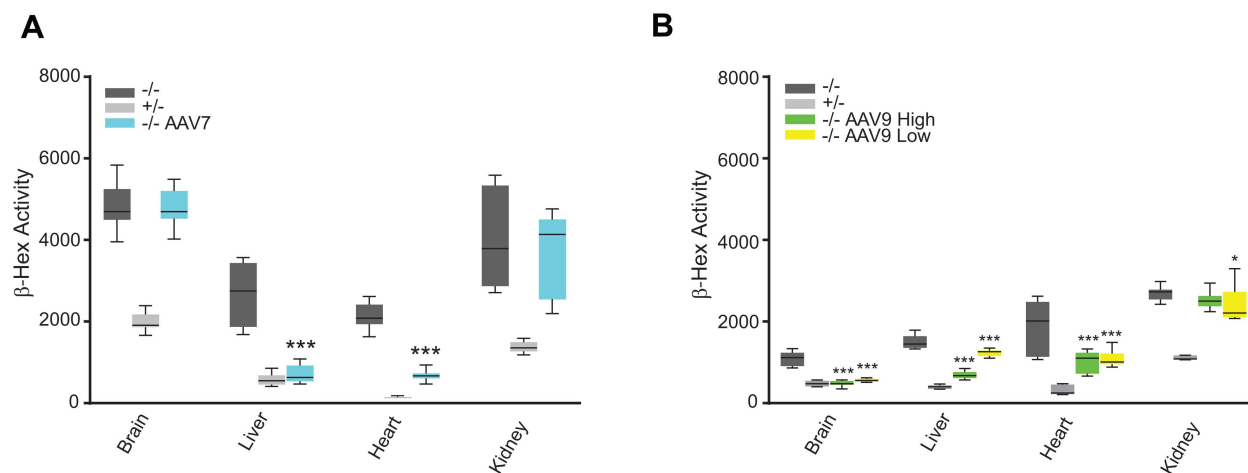 A
β-Hex Activity
8000
6000
4000
2000
0
-/-
+/-
-/- AAV7
***
***
Brain
Liver
Heart
Kidney
B
β-Hex Activity
8000
6000
4000
2000
0
-/-
+/-
-/- AAV9 High
-/- AAV9 Low
***
***
***
***
***
***
*
Brain
Liver
Heart
Kidney